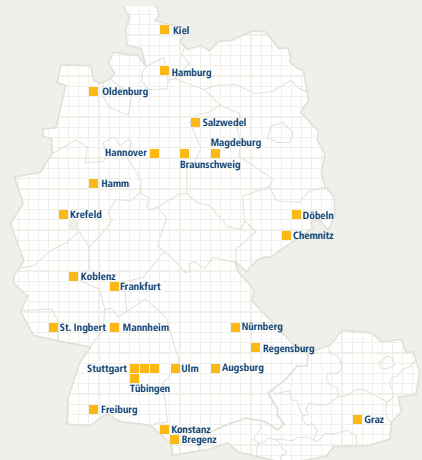 Kiel
Hamburg
Oldenburg
Salzwedel
Magdeburg
Hannover
Braunschweig
Hamm
Krefeld
Döbeln
Chemnitz
Koblenz
Frankfurt
St. Ingbert
Mannheim
Nürnberg
Regensburg
Stuttgart
Ulm
Augsburg
Tübingen
Freiburg
Graz
Konstanz
Bregenz